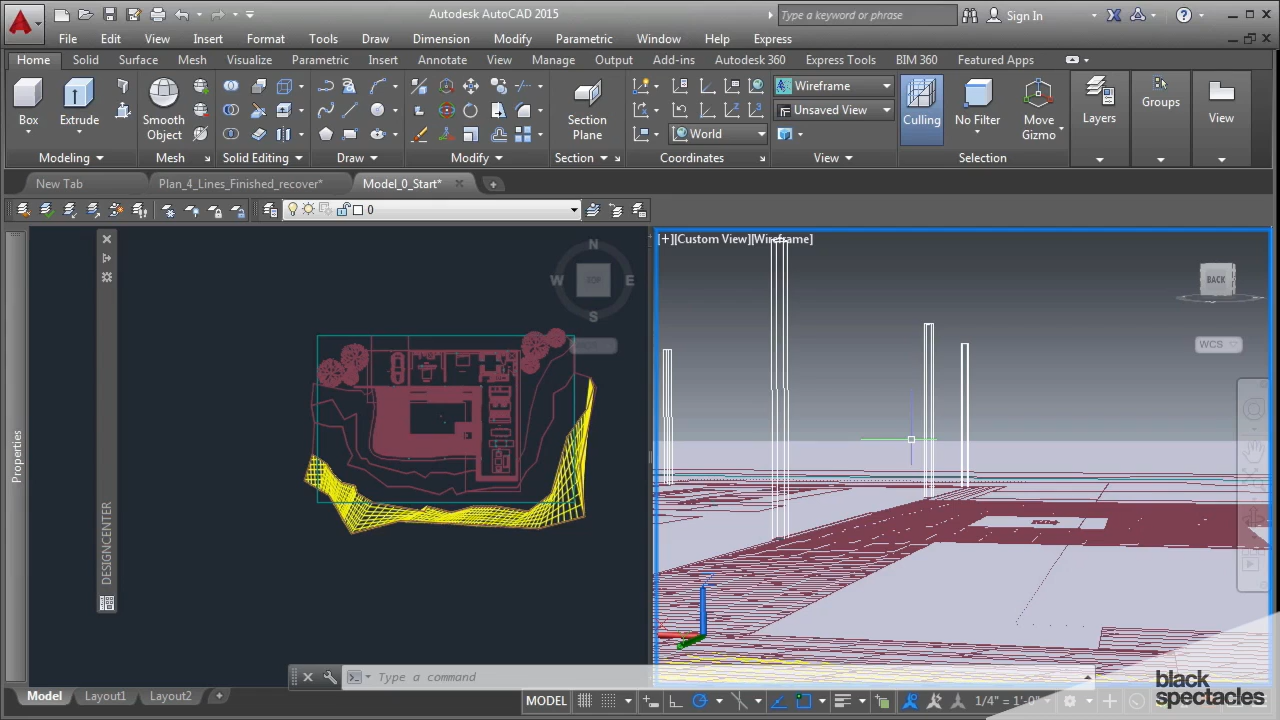 Autodesk AutoCAD 2015
Type a keyword or phrase
Sign In
File Edit View Insert Format Tools Draw Dimension Modify Parametric Window Help Express
Home Solid Surface Mesh Visualize Parametric Insert Annotate View Manage Output Add-ins Autodesk 360 Express Tools BIM 360 Featured Apps
Box
Extrude
Smooth
Object
Section
Plane
World
Wireframe
Unsaved View
Culling
No Filter
Move
Gizmo
Layers
Groups
View
Modeling Mesh Solid Editing Draw Modify Section Coordinates View Selection
New Tab Plan_4_Lines_Finished_recover* Model_0_Start*
0
[+][Custom View][Wireframe]
N
W
E
S
BACK
WCS
Properties
DESIGNCENTER
Type a command
Model Layout1 Layout2 +
MODEL
1/4" = 1'-0"
black
spectacles